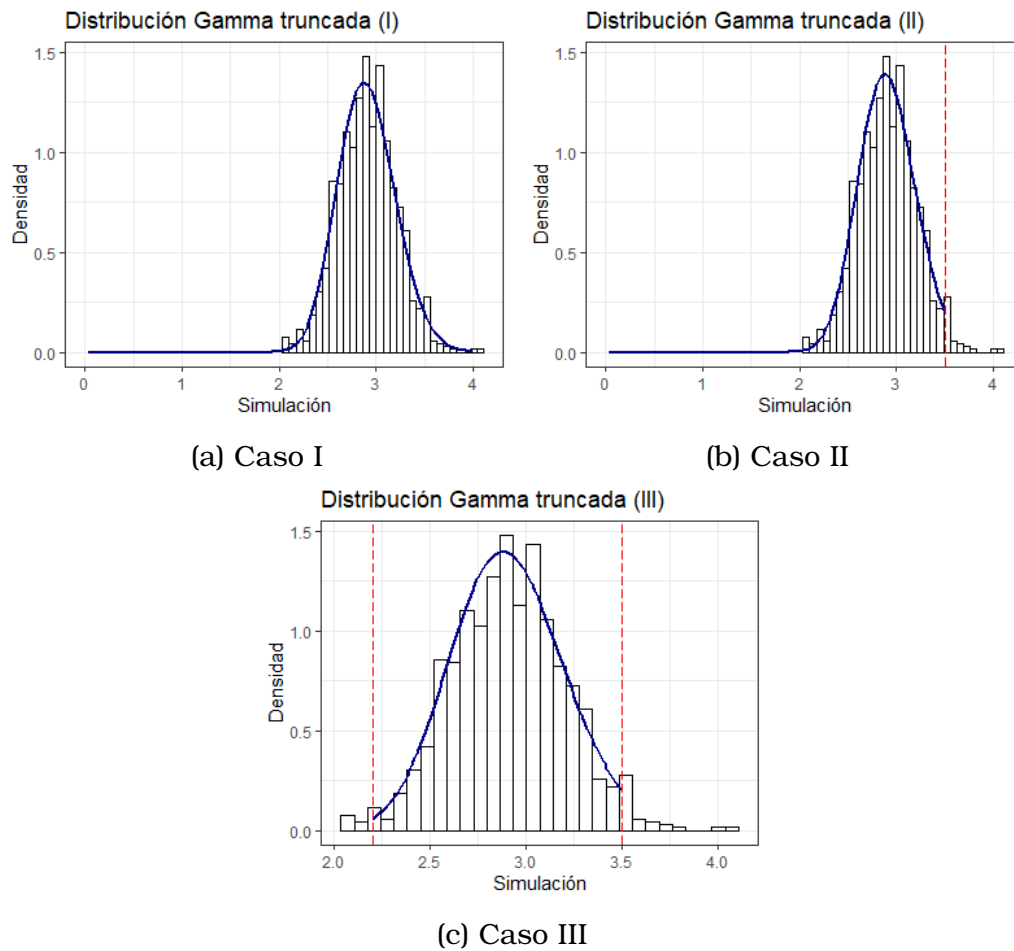 Distribución Gamma truncada (I)
Densidad
1.5
1.0
0.5
0.0
0 1 2 3 4
Simulación
(a) Caso I
Distribución Gamma truncada (II)
Densidad
1.5
1.0
0.5
0.0
0 1 2 3 4
Simulación
(b) Caso II
Distribución Gamma truncada (III)
Densidad
1.5
1.0
0.5
0.0
2.0 2.5 3.0 3.5 4.0
Simulación
(c) Caso III